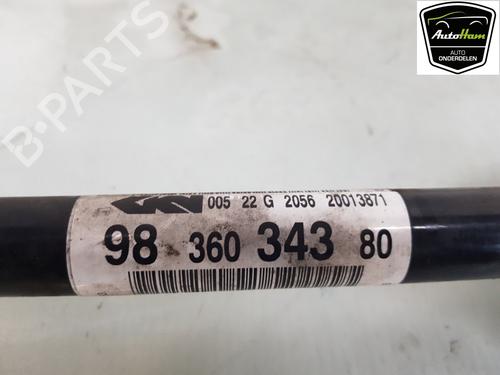 AutoHam
AUTO
ONDERDELEN
B-PARTS
005 22 G 2056 20013871
98 360 343 80